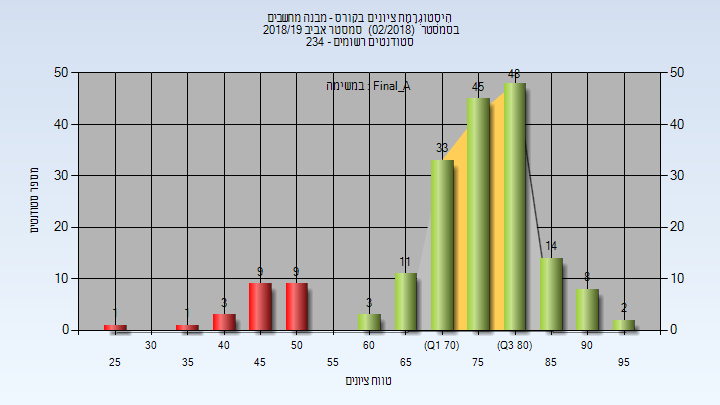 היסטוגרמת ציונים בקורס - מבנה מחשבים
בסמסטר (02/2018) סמסטר אביב 2018/19
סטודנטים רשומים - 234
במשימה : Final_A
50 50
40 40
30 30
20 20
10 10
0 0
מספר סטודנטים
1 1 3 9 9 3 11 33 45 48 14 8 2
30 40 50 60 (Q1 70) (Q3 80) 90
25 35 45 55 65 75 85 95
טווח ציונים